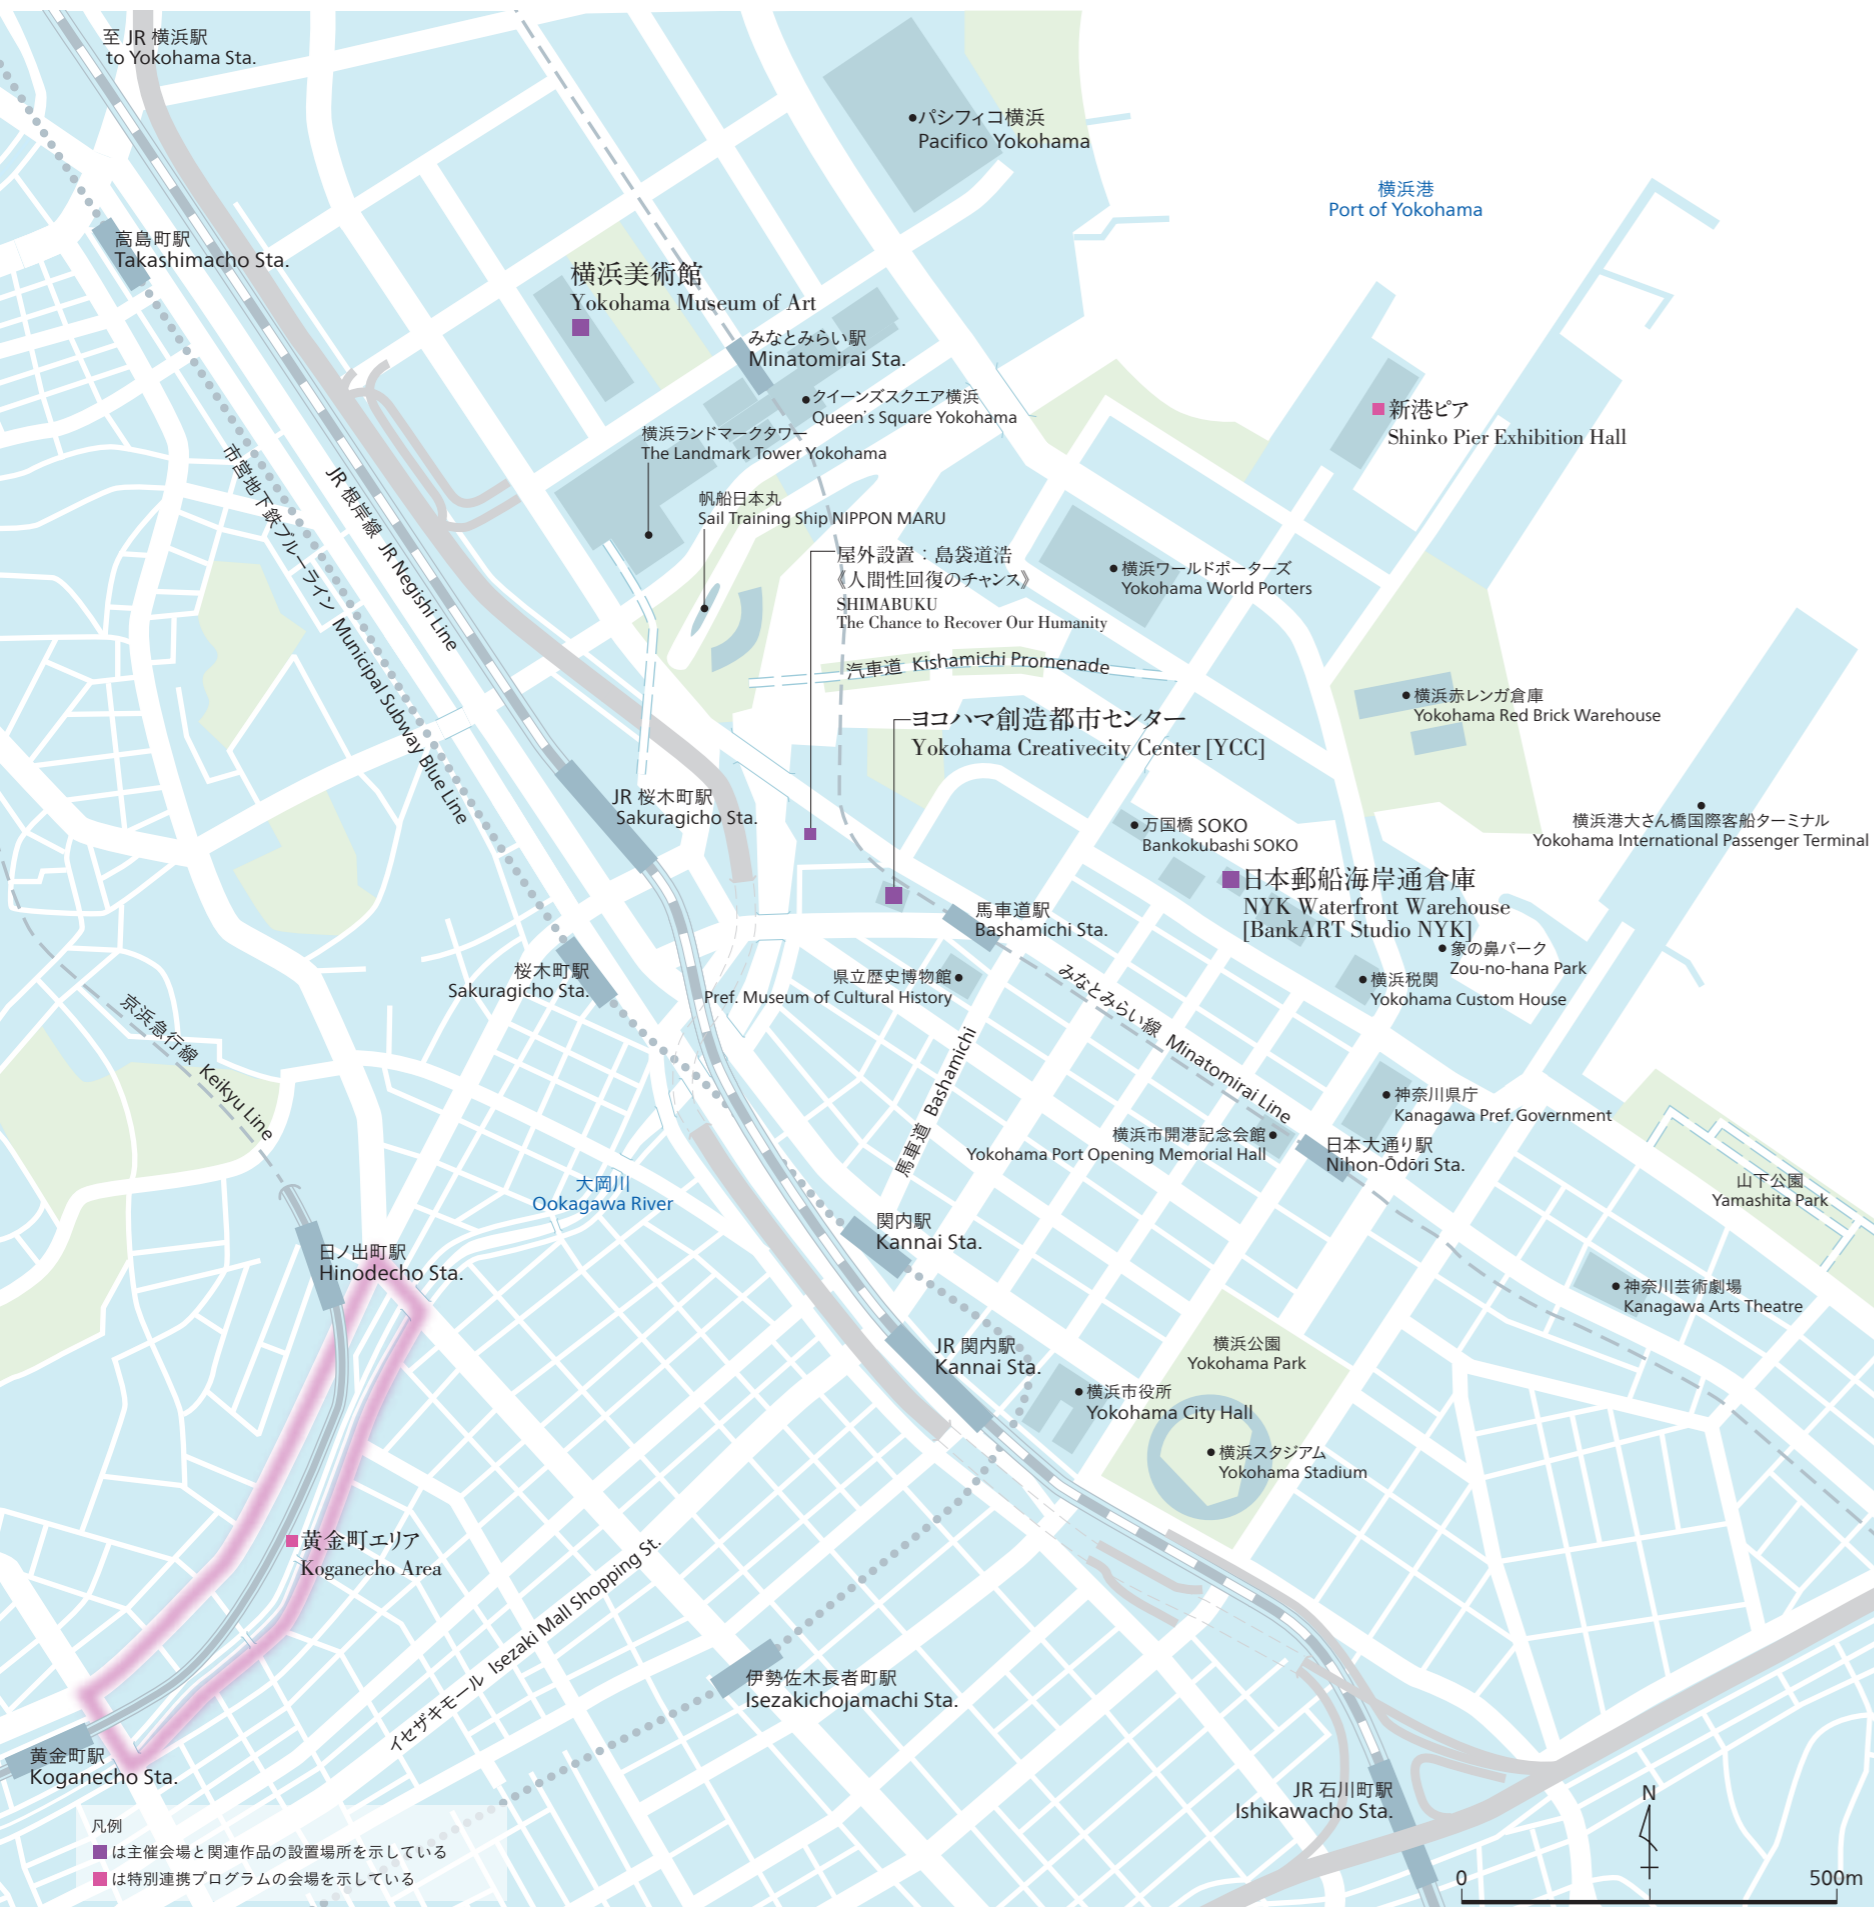 至 JR 横浜駅
to Yokohama Sta.
パシフィコ横浜
Pacifico Yokohama
横浜港
Port of Yokohama
高島町駅
Takashimacho Sta.
横浜美術館
Yokohama Museum of Art
みなとみらい駅
Minatomirai Sta.
クイーンズスクエア横浜
Queen's Square Yokohama
新港ピア
Shinko Pier Exhibition Hall
横浜ランドマークタワー
The Landmark Tower Yokohama
市営地下鉄ブルーライン Municipal Subway Blue Line
JR 根岸線 JR Negishi Line
帆船日本丸
Sail Training Ship NIPPON MARU
屋外設置：島袋道浩
《人間性回復のチャンス》
SHIMABUKU
The Chance to Recover Our Humanity
横浜ワールドポーターズ
Yokohama World Porters
汽車道 Kishamichi Promenade
横浜赤レンガ倉庫
Yokohama Red Brick Warehouse
ヨコハマ創造都市センター
Yokohama Creativecity Center [YCC]
JR 桜木町駅
Sakuragicho Sta.
万国橋 SOKO
Bankokubashi SOKO
横浜港大さん橋国際客船ターミナル
Yokohama International Passenger Terminal
日本郵船海岸通倉庫
NYK Waterfront Warehouse
[BankART Studio NYK]
馬車道駅
Bashamichi Sta.
象の鼻パーク
Zou-no-hana Park
桜木町駅
Sakuragicho Sta.
県立歴史博物館
Pref. Museum of Cultural History
横浜税関
Yokohama Custom House
みなとみらい線 Minatomirai Line
京浜急行線 Keikyu Line
馬車道 Bashamichi
神奈川県庁
Kanagawa Pref. Government
横浜市開港記念会館
Yokohama Port Opening Memorial Hall
日本大通り駅
Nihon-Ōdōri Sta.
大岡川
Ookagawa River
山下公園
Yamashita Park
関内駅
Kannai Sta.
日ノ出町駅
Hinodecho Sta.
神奈川芸術劇場
Kanagawa Arts Theatre
JR 関内駅
Kannai Sta.
横浜公園
Yokohama Park
横浜市役所
Yokohama City Hall
横浜スタジアム
Yokohama Stadium
黄金町エリア
Koganecho Area
イセザキモール Isezaki Mall Shopping St.
伊勢佐木長者町駅
Isezakichojamachi Sta.
黄金町駅
Koganecho Sta.
JR 石川町駅
Ishikawacho Sta.
凡例
は主催会場と関連作品の設置場所を示している
は特別連携プログラムの会場を示している
N
0 500m